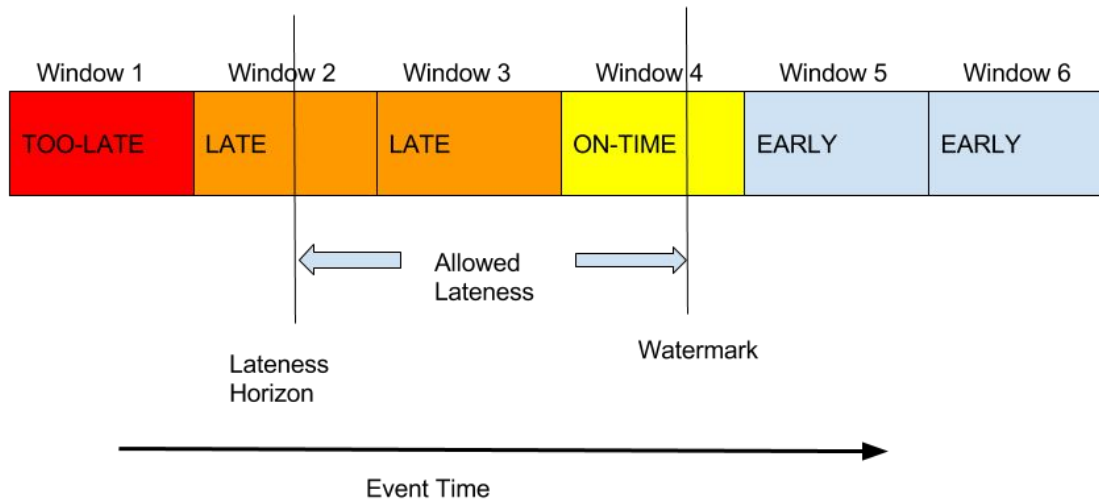 Window 1 Window 2 Window 3 Window 4 Window 5 Window 6
TOO-LATE LATE LATE ON-TIME EARLY EARLY
Allowed
Lateness
Watermark
Lateness
Horizon
Event Time